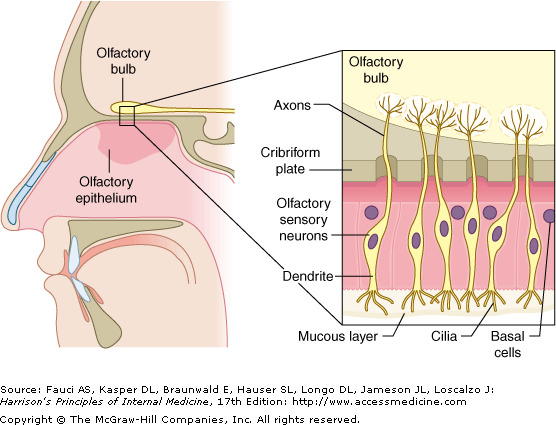 Olfactory
bulb
Olfactory
epithelium
Olfactory
bulb
Axons
Cribriform
plate
Olfactory
sensory
neurons
Dendrite
Mucous layer
Cilia
Basal
cells
Source: Fauci AS, Kasper DL, Braunwald E, Hauser SL, Longo DL, Jameson JL, Loscalzo J:
Harrison's Principles of Internal Medicine, 17th Edition: http://www.accessmedicine.com
Copyright © The McGraw-Hill Companies, Inc. All rights reserved.